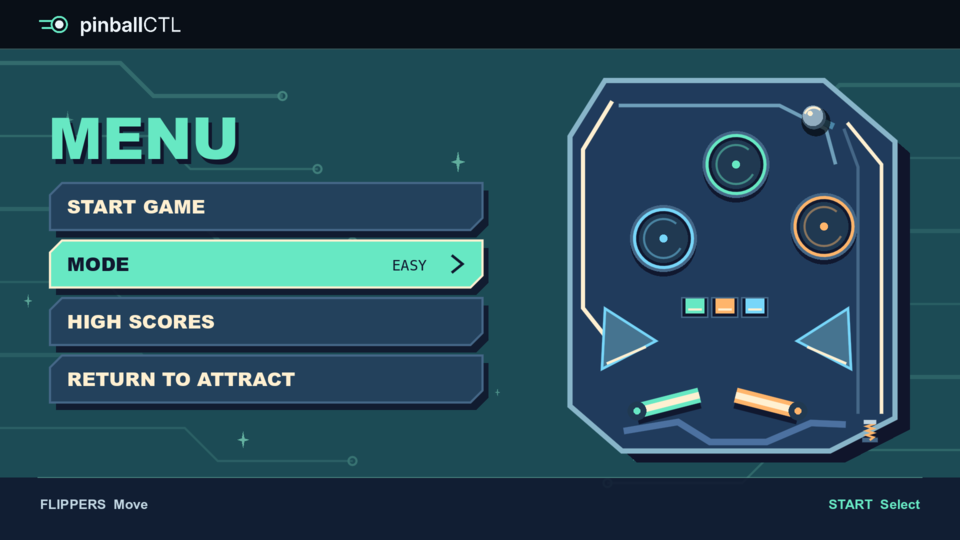 pinballCTL
MENU
START GAME
MODE EASY
HIGH SCORES
RETURN TO ATTRACT
FLIPPERS Move
START Select